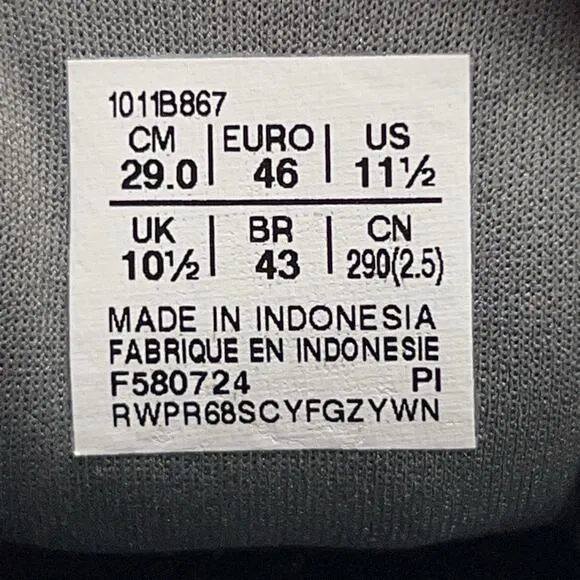 1011B867
CM | EURO | US
29.0 | 46 | 11½
UK | BR | CN
10½ | 43 | 290(2.5)
MADE IN INDONESIA
FABRIQUE EN INDONESIE
F580724 PI
RWPR68SCYFGZYWN